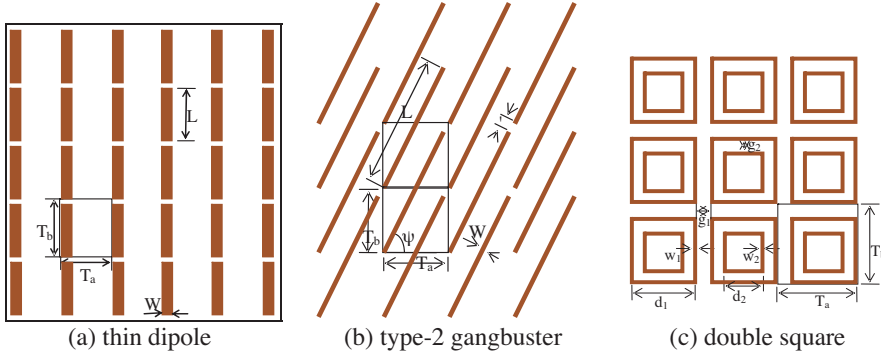 L
T_b
T_a
W
(a) thin dipole
L
T_b
ψ
W
T_a
(b) type-2 gangbuster
g_2
g_1
w_1
w_2
d_1
d_2
T_a
(c) double square